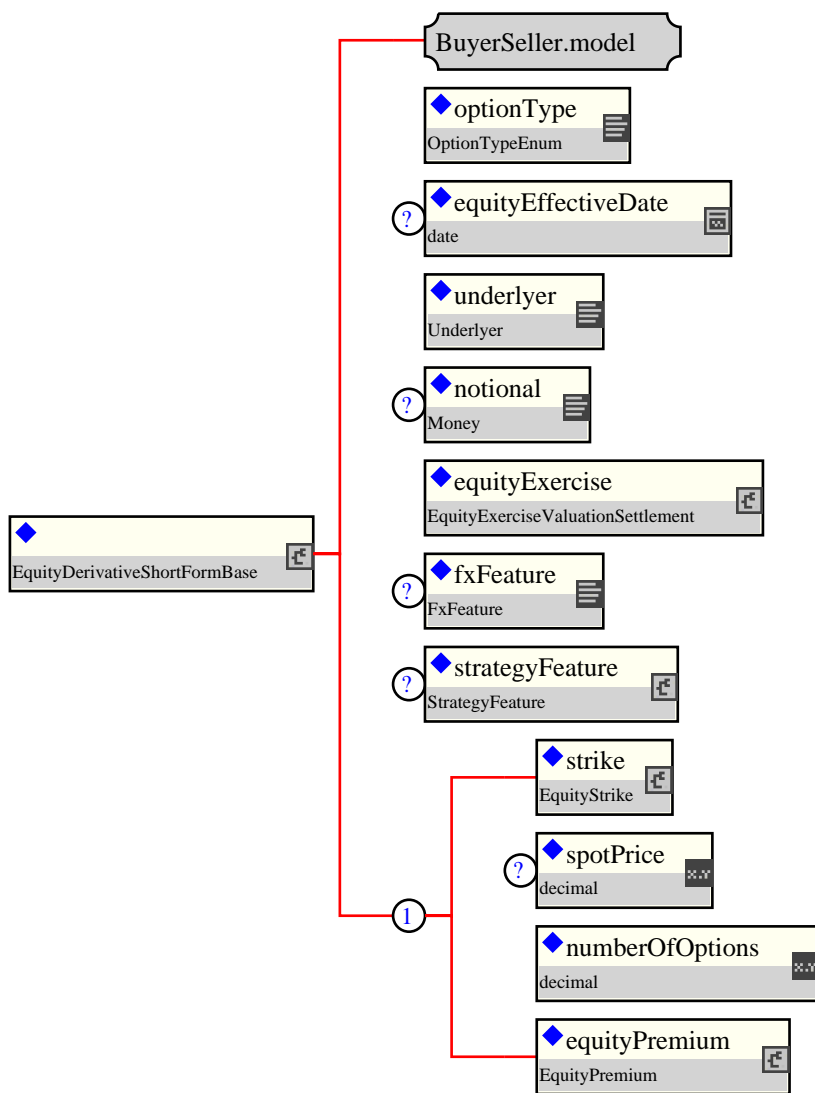 BuyerSeller.model
optionType
OptionTypeEnum
?
equityEffectiveDate
date
underlyer
Underlyer
?
notional
Money
equityExercise
EquityExerciseValuationSettlement
EquityDerivativeShortFormBase
?
fxFeature
FxFeature
?
strategyFeature
StrategyFeature
strike
EquityStrike
?
spotPrice
x.Y
decimal
1
numberOfOptions
x.Y
decimal
equityPremium
EquityPremium